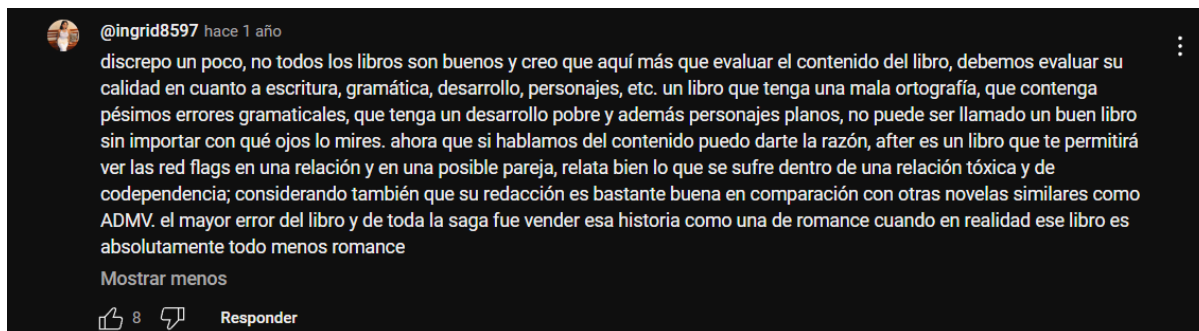 @ingrid8597 hace 1 año
discrepo un poco, no todos los libros son buenos y creo que aquí más que evaluar el contenido del libro, debemos evaluar su
calidad en cuanto a escritura, gramática, desarrollo, personajes, etc. un libro que tenga una mala ortografía, que contenga
pésimos errores gramaticales, que tenga un desarrollo pobre y además personajes planos, no puede ser llamado un buen libro
sin importar con qué ojos lo mires. ahora que si hablamos del contenido puedo darte la razón, after es un libro que te permitirá
ver las red flags en una relación y en una posible pareja, relata bien lo que se sufre dentro de una relación tóxica y de
codependencia; considerando también que su redacción es bastante buena en comparación con otras novelas similares como
ADMV. el mayor error del libro y de toda la saga fue vender esa historia como una de romance cuando en realidad ese libro es
absolutamente todo menos romance
Mostrar menos
8 Responder